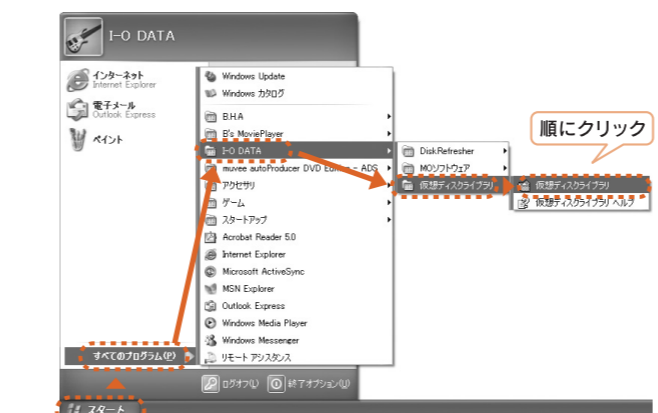 I-O DATA
インターネット
Internet Explorer
電子メール
Outlook Express
ペイント
すべてのプログラム(P)
Windows Update
Windows カタログ
B.H.A
B's MoviePlayer
I-O DATA
muvee autoProducer DVD Edition - ADS
アクセサリ
ゲーム
スタートアップ
Acrobat Reader 5.0
Internet Explorer
Microsoft ActiveSync
MSN Explorer
Outlook Express
Windows Media Player
Windows Messenger
リモート アシスタンス
DiskRefresher
MOソフトウェア
仮想ディスクライブラリ
順にクリック
仮想ディスクライブラリ
仮想ディスクライブラリ ヘルプ
ログオフ(L)
終了オプション(U)
スタート